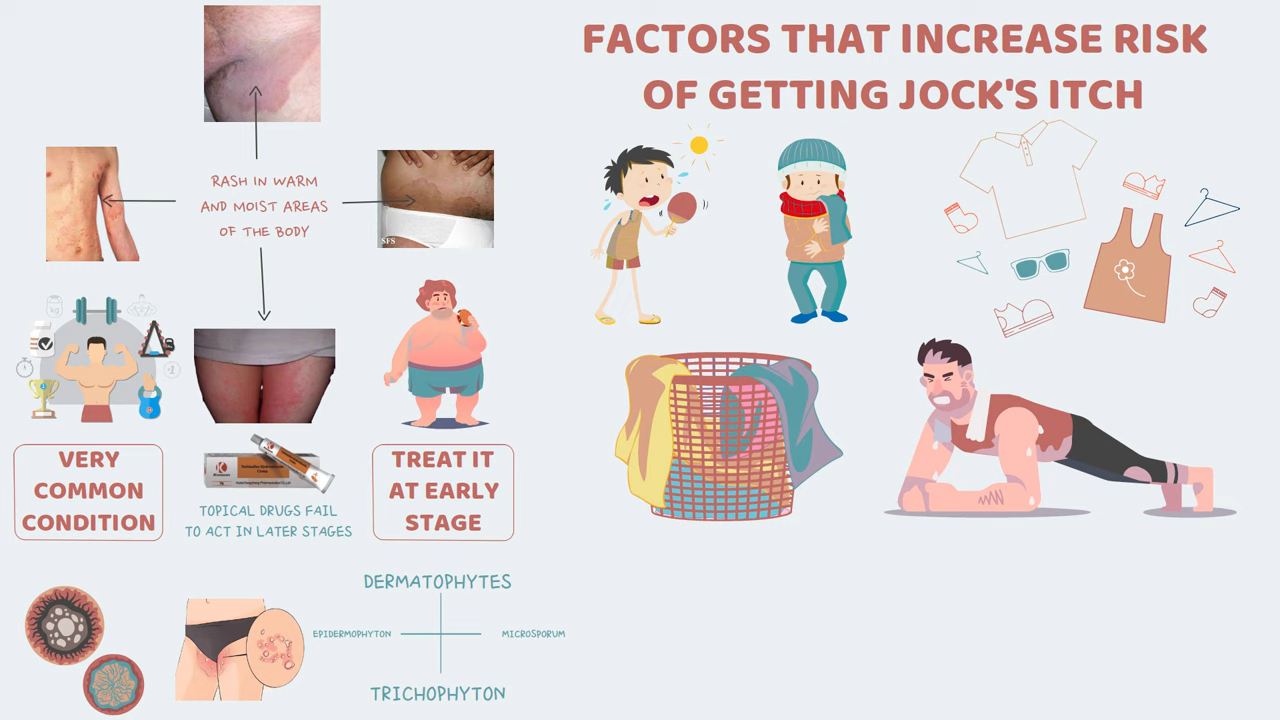 FACTORS THAT INCREASE RISK
OF GETTING JOCK'S ITCH
RASH IN WARM
AND MOIST AREAS
OF THE BODY
SFS
VERY
COMMON
CONDITION
TOPICAL DRUGS FAIL
TO ACT IN LATER STAGES
TREAT IT
AT EARLY
STAGE
DERMATOPHYTES
EPIDERMOPHYTON
MICROSPORUM
TRICHOPHYTON